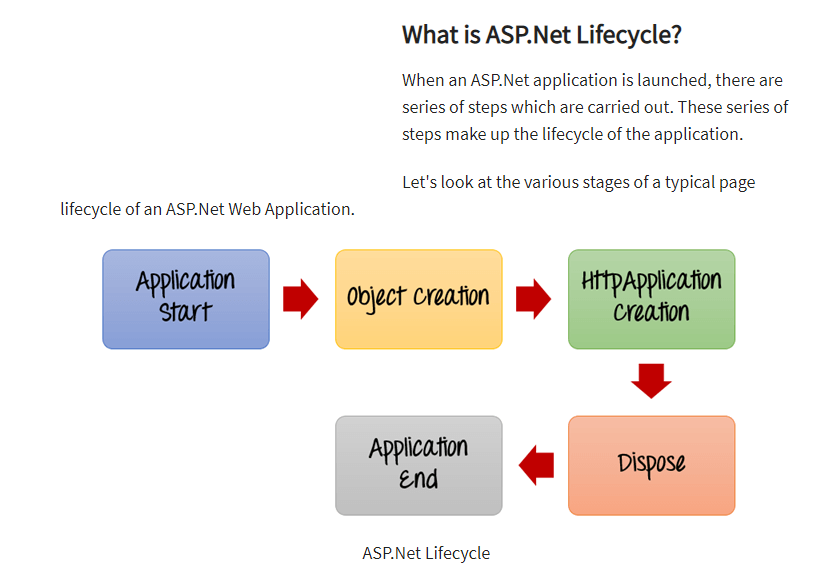 What is ASP.Net Lifecycle?
When an ASP.Net application is launched, there are
series of steps which are carried out. These series of
steps make up the lifecycle of the application.
Let's look at the various stages of a typical page
lifecycle of an ASP.Net Web Application.
Application
Start
Object Creation
HttpApplication
Creation
Dispose
Application
End
ASP.Net Lifecycle